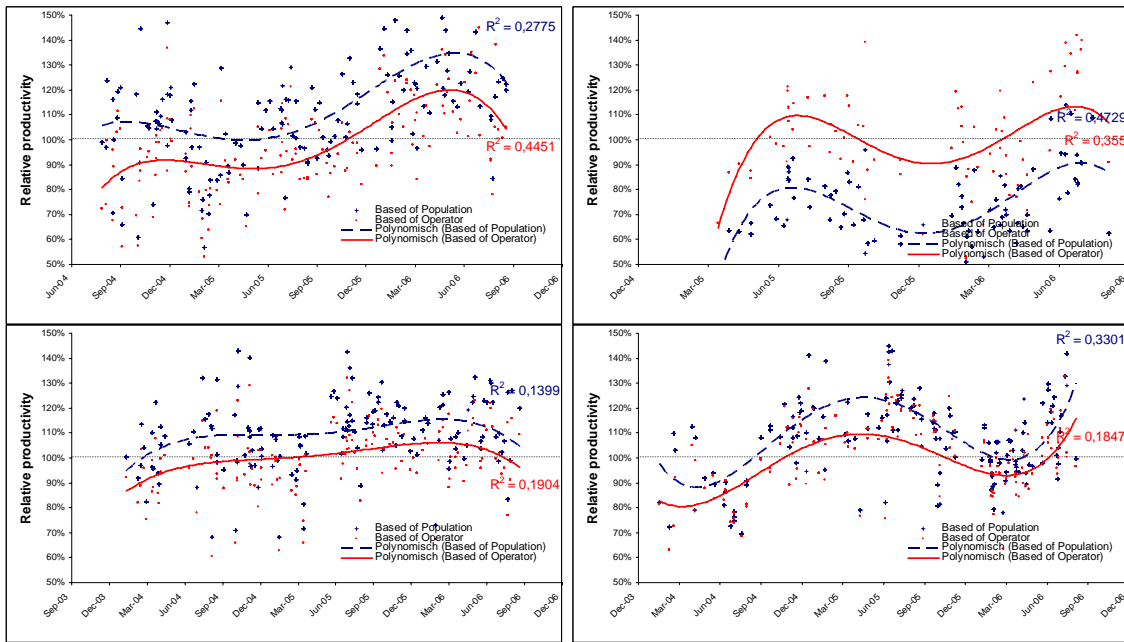 150%
140%
130%
120%
110%
100%
90%
80%
70%
60%
50%
Relative productivity
R2 = 0,2775
R2 = 0,4451
Based of Population
Based of Operator
Polynomisch (Based of Population)
Polynomisch (Based of Operator)
Jun-04
Sep-04
Dec-04
Mar-05
Jun-05
Sep-05
Dec-05
Mar-06
Jun-06
Sep-06
Dec-06
150%
140%
130%
120%
110%
100%
90%
80%
70%
60%
50%
Relative productivity
R2 = 0,4729
R2 = 0,355
Based of Population
Based of Operator
Polynomisch (Based of Population)
Polynomisch (Based of Operator)
Dec-04
Mar-05
Jun-05
Sep-05
Dec-05
Mar-06
Jun-06
Sep-06
150%
140%
130%
120%
110%
100%
90%
80%
70%
60%
50%
Relative productivity
R2 = 0,1399
R2 = 0,1904
Based of Population
Based of Operator
Polynomisch (Based of Population)
Polynomisch (Based of Operator)
Sep-03
Dec-03
Mar-04
Jun-04
Sep-04
Dec-04
Mar-05
Jun-05
Sep-05
Dec-05
Mar-06
Jun-06
Sep-06
Dec-06
150%
140%
130%
120%
110%
100%
90%
80%
70%
60%
50%
Relative productivity
R2 = 0,3301
R2 = 0,1847
Based of Population
Based of Operator
Polynomisch (Based of Population)
Polynomisch (Based of Operator)
Dec-03
Mar-04
Jun-04
Sep-04
Dec-04
Mar-05
Jun-05
Sep-05
Dec-05
Mar-06
Jun-06
Sep-06
Dec-06